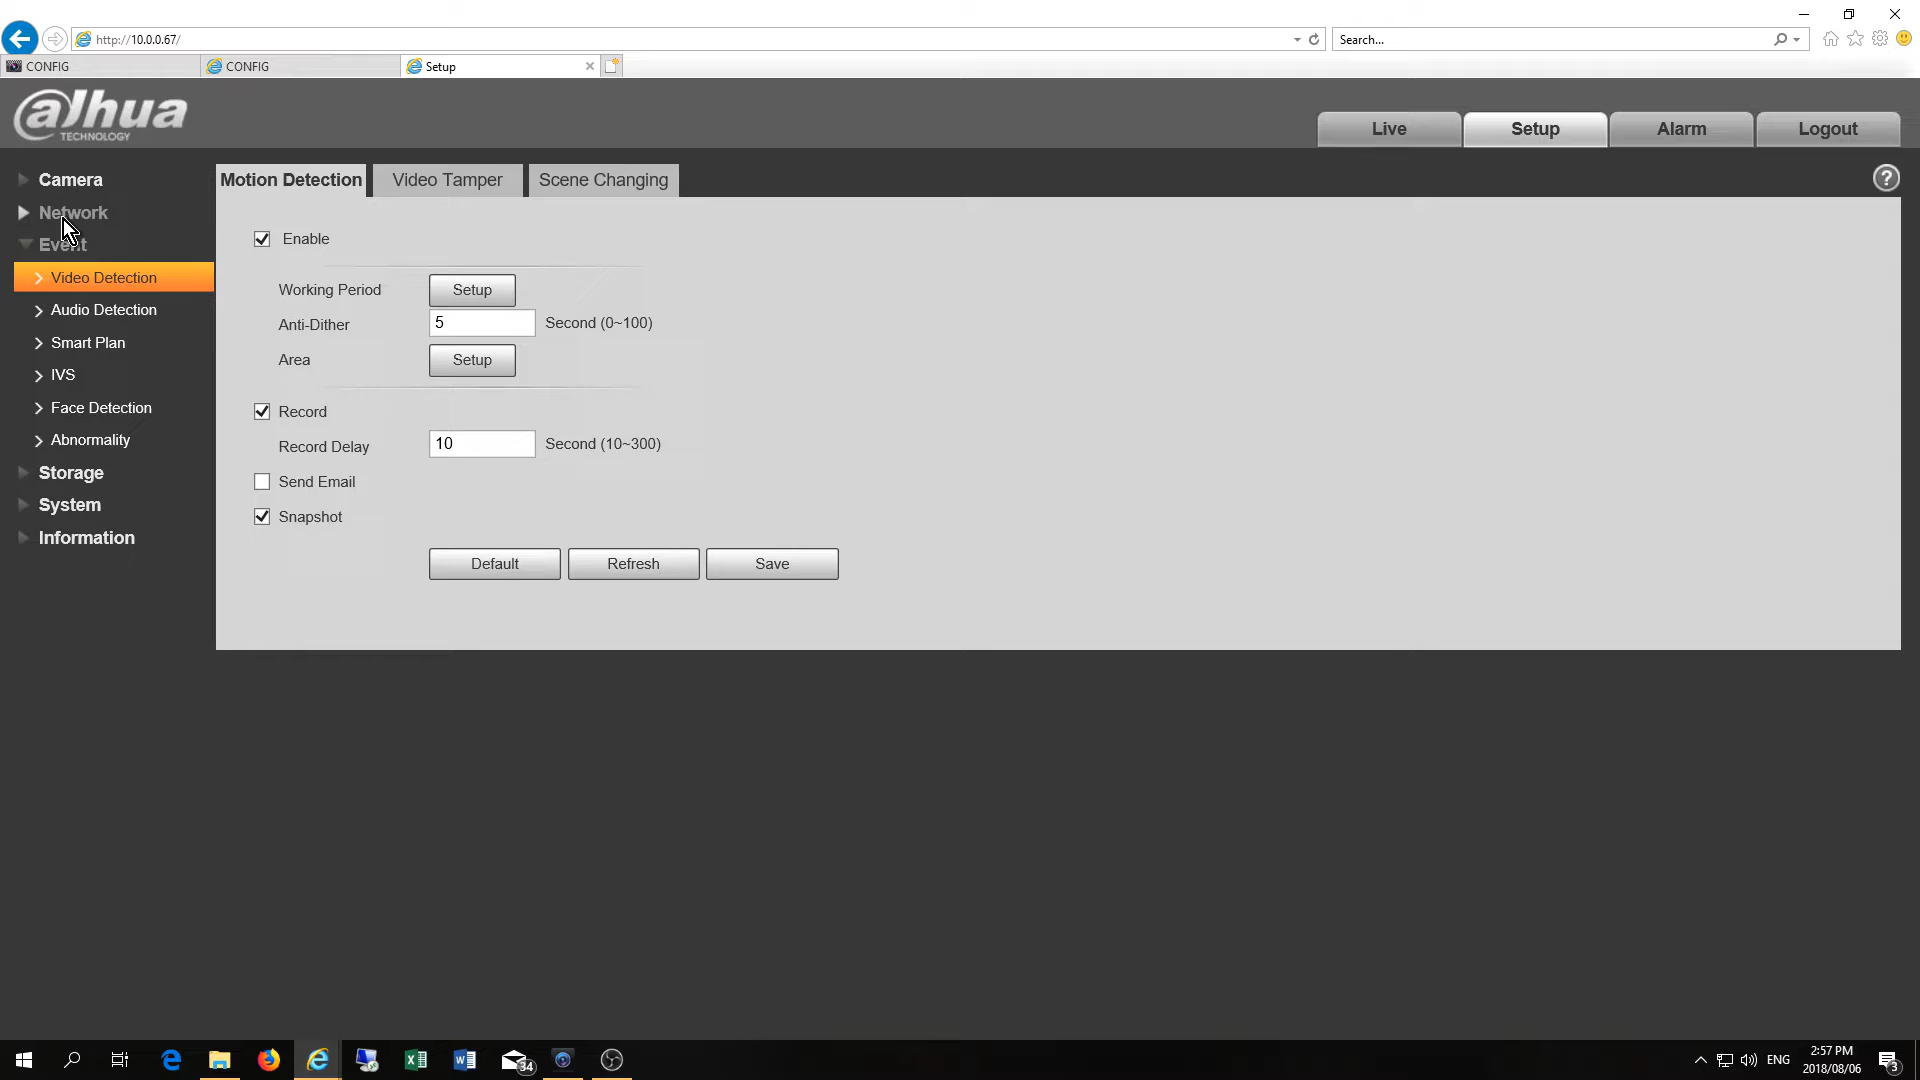 http://10.0.0.67/
Search...
CONFIG
CONFIG
Setup
alhua
TECHNOLOGY
Live
Setup
Alarm
Logout
Camera
Network
Event
Video Detection
Audio Detection
Smart Plan
IVS
Face Detection
Abnormality
Storage
System
Information
Motion Detection
Video Tamper
Scene Changing
?
Enable
Working Period
Setup
Anti-Dither
5
Second (0~100)
Area
Setup
Record
Record Delay
10
Second (10~300)
Send Email
Snapshot
Default
Refresh
Save
34
ENG
2:57 PM
2018/08/06
3